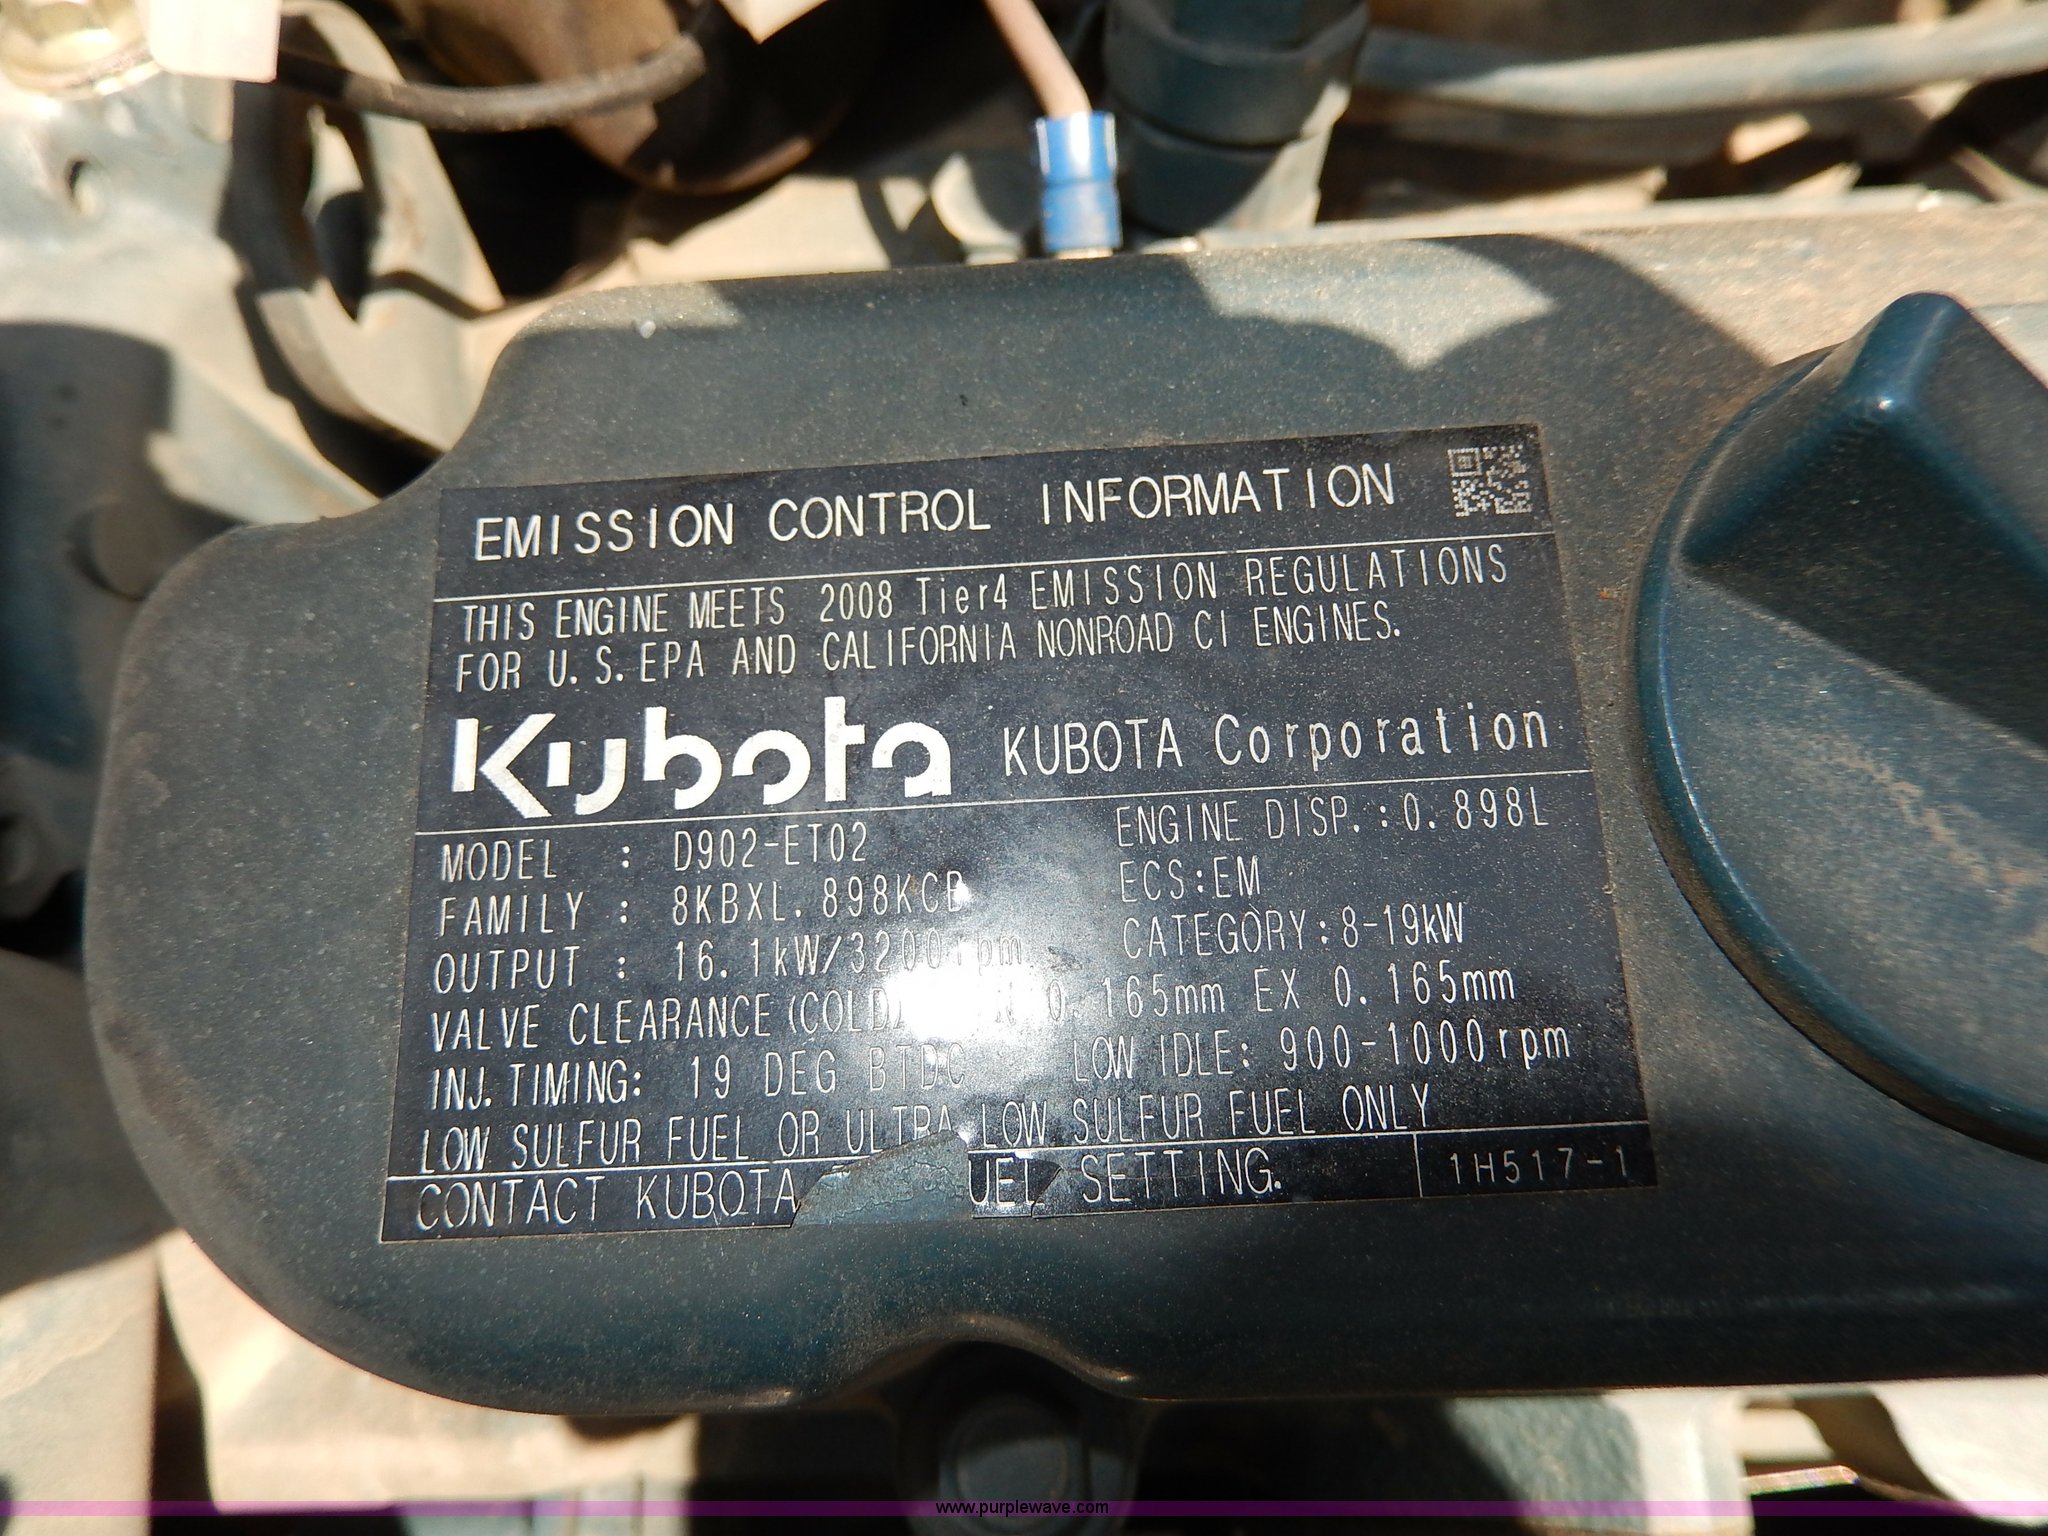 EMISSION CONTROL INFORMATION
THIS ENGINE MEETS 2008 Tier4 EMISSION REGULATIONS
FOR U.S.EPA AND CALIFORNIA NONROAD CI ENGINES.
Kubota KUBOTA Corporation
MODEL : D902-ET02 ENGINE DISP.:0.898L
FAMILY : 8KBXL.898KCB ECS:EM
OUTPUT : 16.1kW/3200rpm CATEGORY:8-19kW
VALVE CLEARANCE(COLD) 0.165mm EX 0.165mm
INJ.TIMING: 19 DEG BTDC LOW IDLE: 900-1000rpm
LOW SULFUR FUEL OR ULTRA LOW SULFUR FUEL ONLY
CONTACT KUBOTA SETTING. 1H517-1
www.purplewave.com